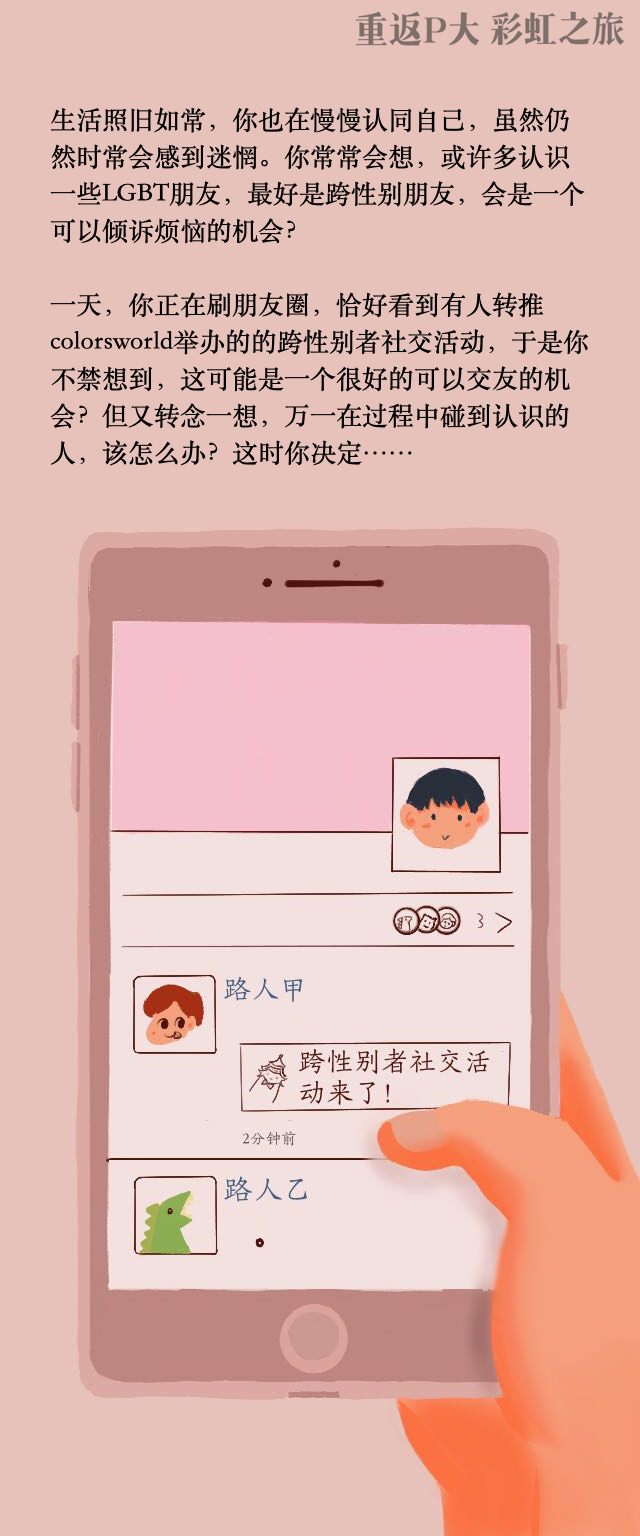 重返P大 彩虹之旅
生活照旧如常，你也在慢慢认同自己，虽然仍
然时常会感到迷惘。你常常会想，或许多认识
一些LGBT朋友，最好是跨性别朋友，会是一个
可以倾诉烦恼的机会？
一天，你正在刷朋友圈，恰好看到有人转推
colorsworld举办的的跨性别者社交活动，于是你
不禁想到，这可能是一个很好的可以交友的机
会？但又转念一想，万一在过程中碰到认识的
人，该怎么办？这时你决定……
3 >
路人甲
跨性别者社交活
动来了！
2分钟前
路人乙